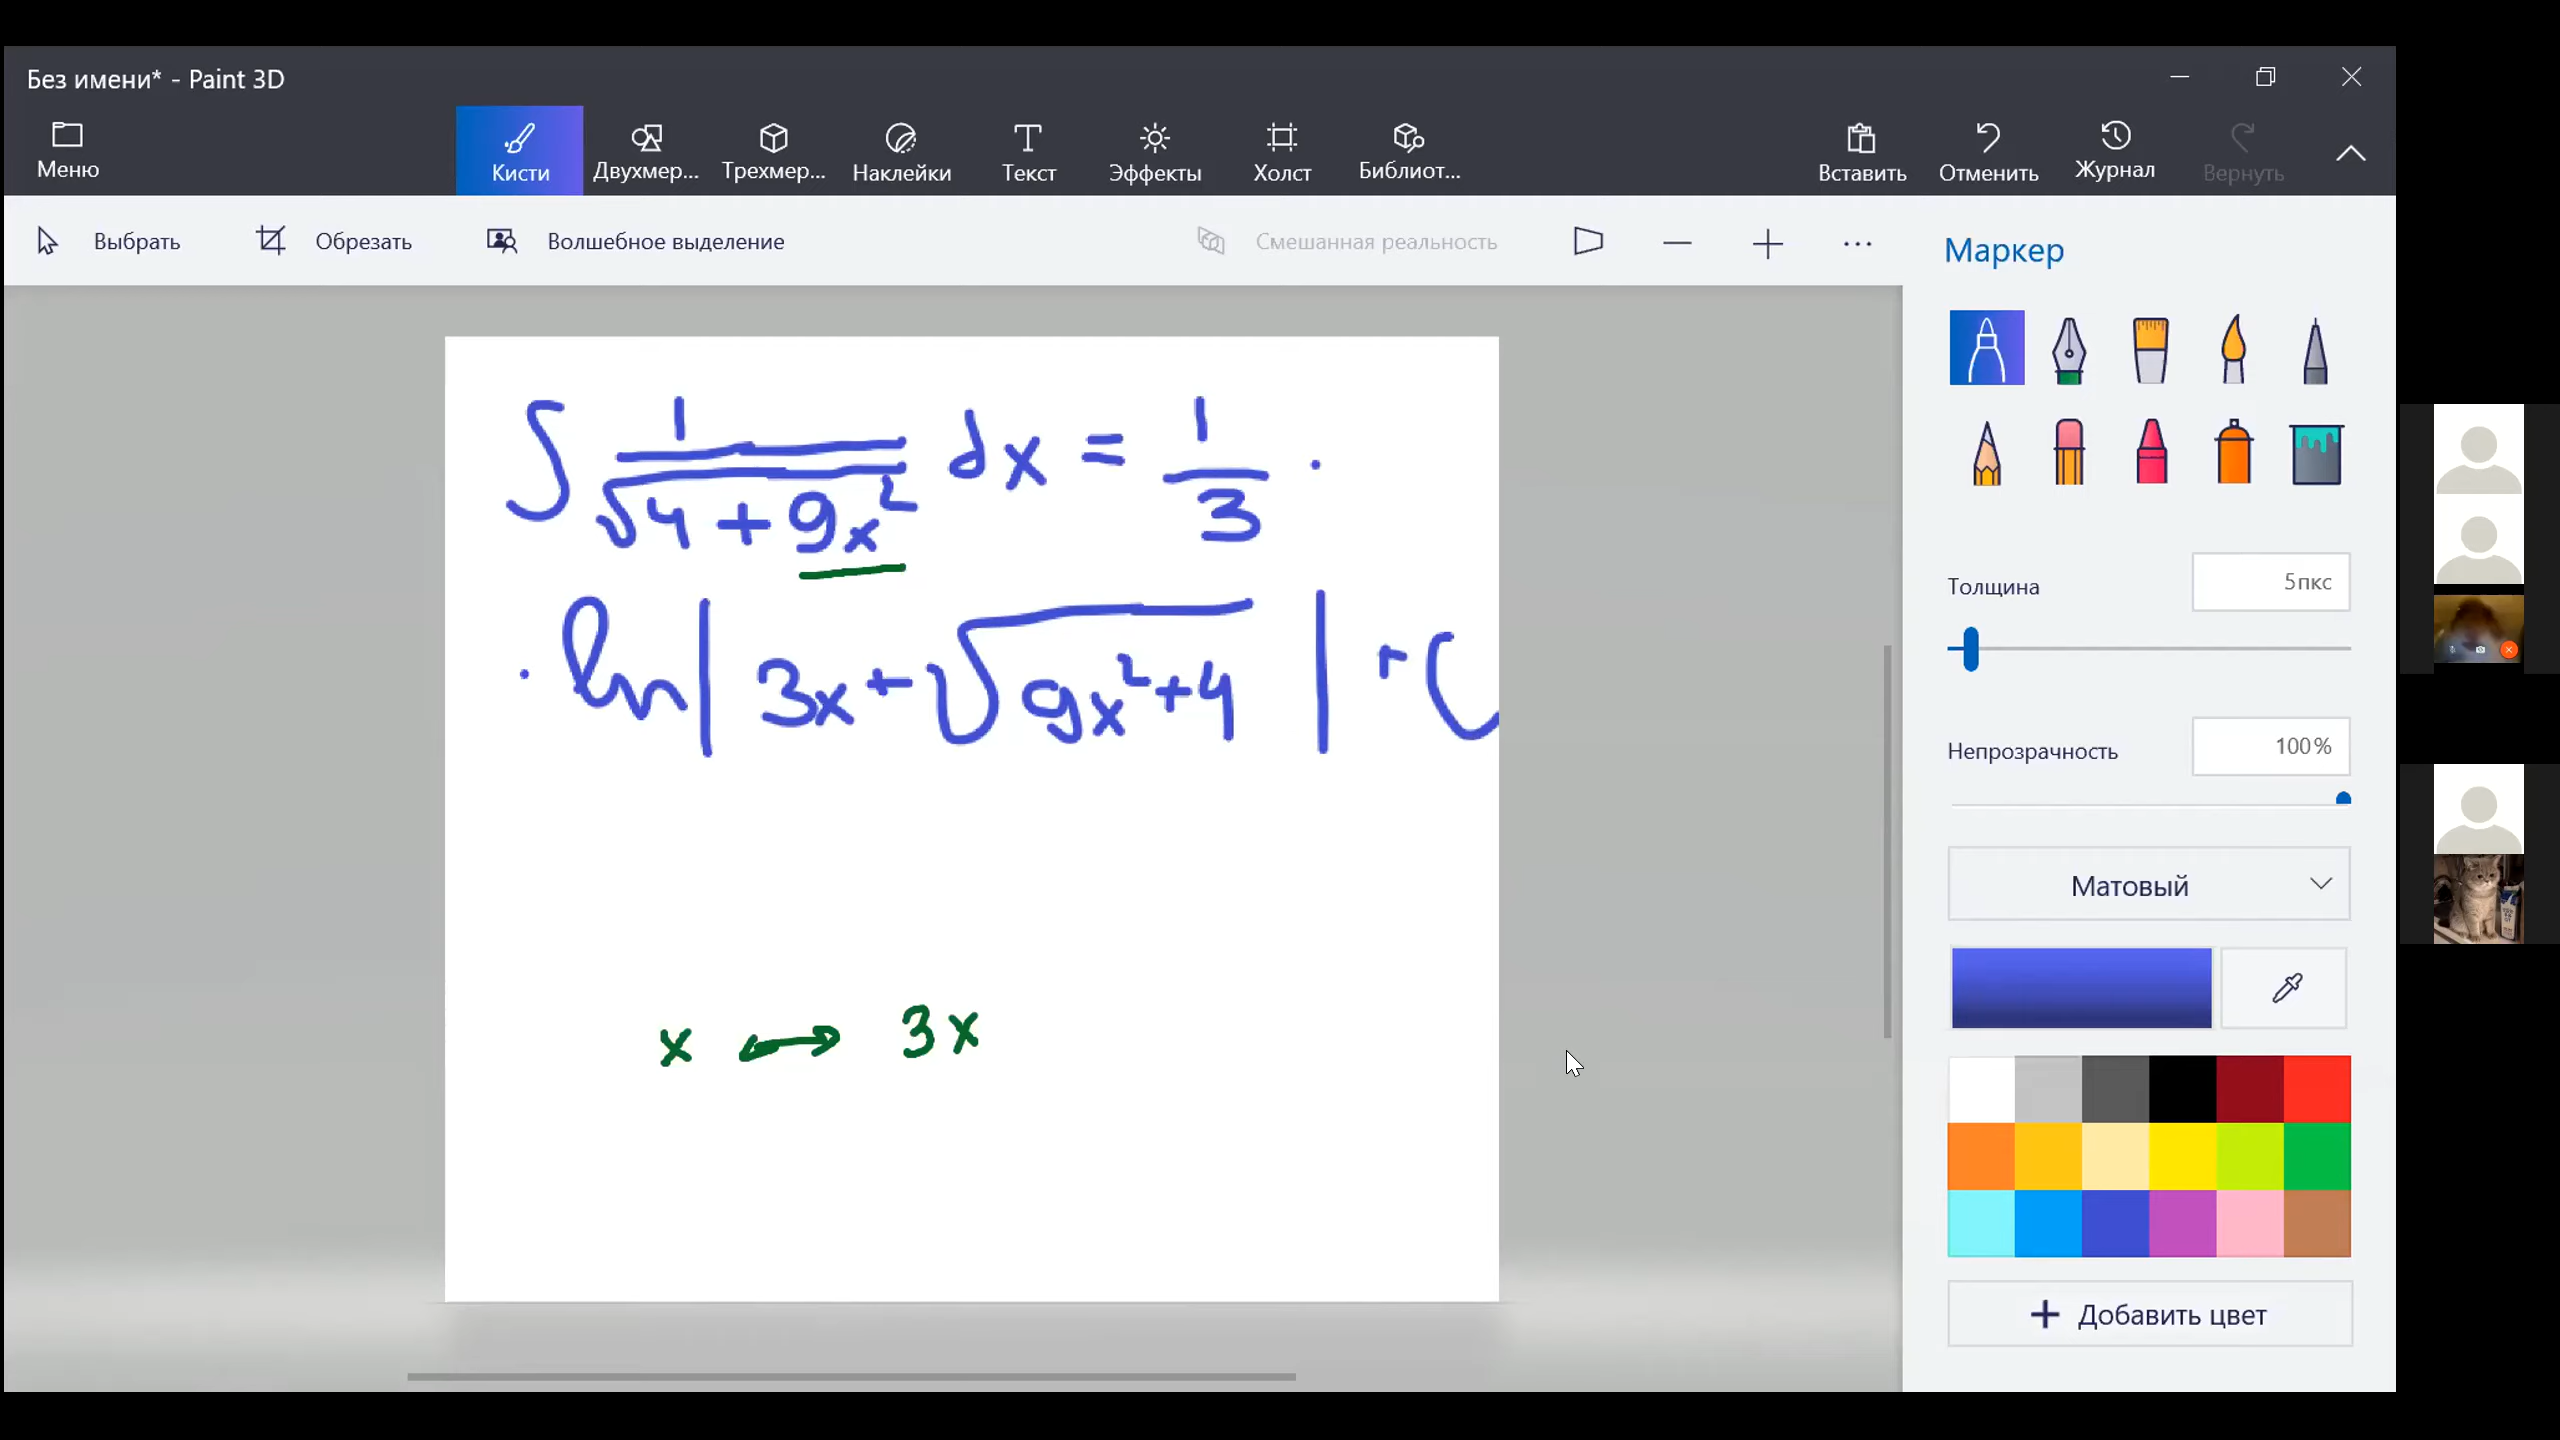 Без имени* - Paint 3D
Меню
Кисти
Двухмер...
Трехмер...
Наклейки
Текст
Эффекты
Холст
Библиот...
Вставить
Отменить
Журнал
Вернуть
Выбрать
Обрезать
Волшебное выделение
Смешанная реальность
Маркер
∫ 1/√(4 + 9x²) dx = 1/3 ·
· ln | 3x + √(9x² + 4) | + C
x ⟷ 3x
Толщина
5пкс
Непрозрачность
100%
Матовый
Добавить цвет